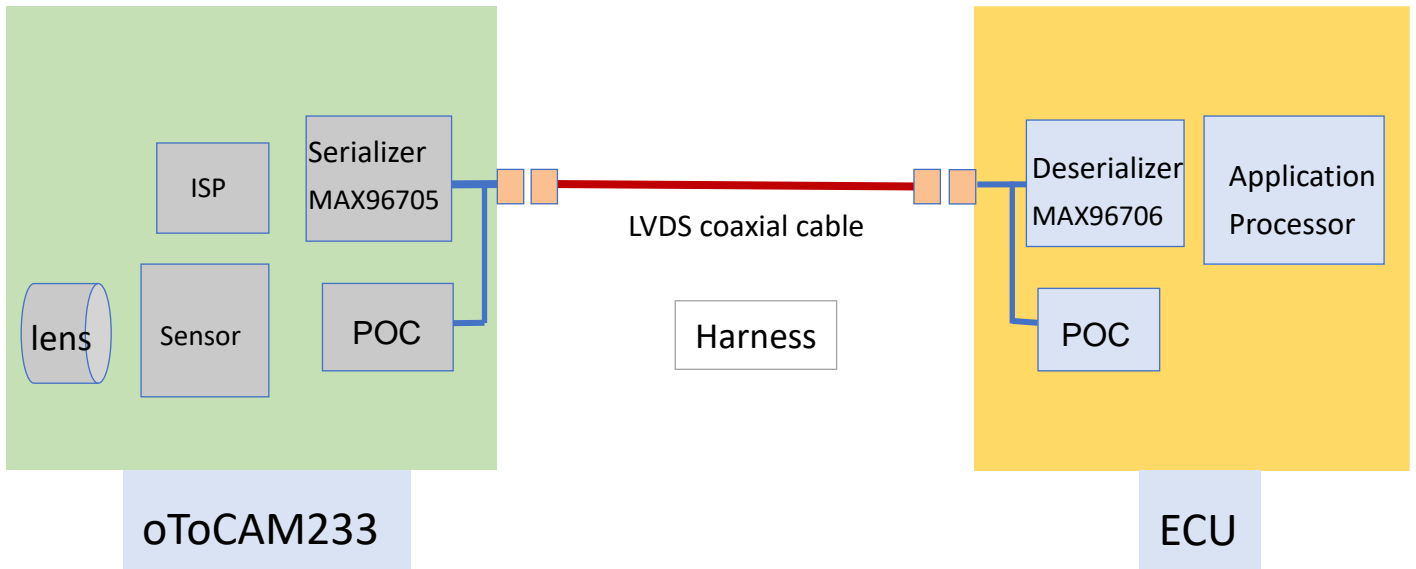 Serializer
MAX96705
ISP
lens
Sensor
POC
LVDS coaxial cable
Harness
Deserializer
MAX96706
Application
Processor
POC
oToCAM233
ECU